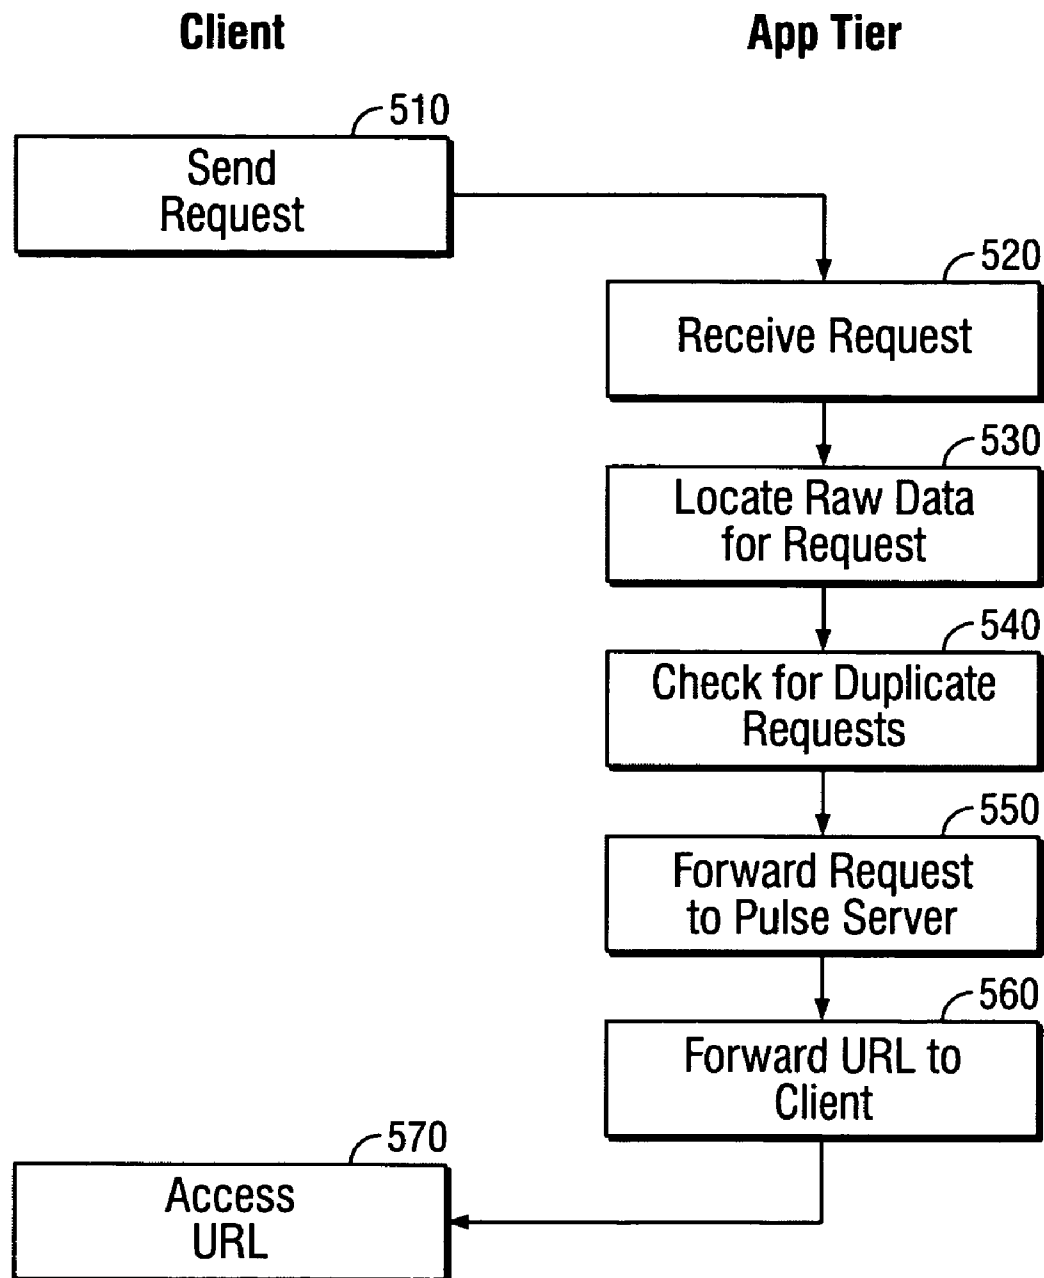 Client
App Tier
510
Send
Request
520
Receive Request
530
Locate Raw Data
for Request
540
Check for Duplicate
Requests
550
Forward Request
to Pulse Server
560
Forward URL to
Client
570
Access
URL